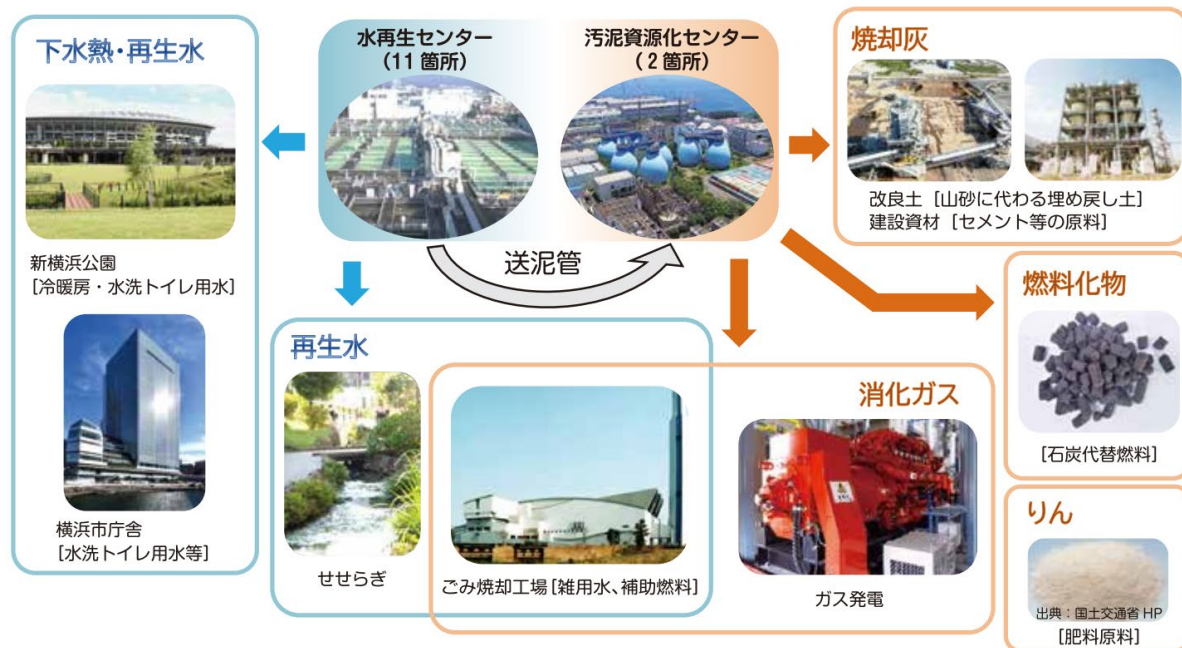 下水熱・再生水
新横浜公園
[冷暖房・水洗トイレ用水]
横浜市庁舎
[水洗トイレ用水等]
水再生センター
（11 箇所）
汚泥資源化センター
（2 箇所）
送泥管
再生水
せせらぎ
ごみ焼却工場［雑用水、補助燃料］
消化ガス
ガス発電
焼却灰
改良土［山砂に代わる埋め戻し土］
建設資材［セメント等の原料］
燃料化物
［石炭代替燃料］
りん
出典：国土交通省 HP
［肥料原料］